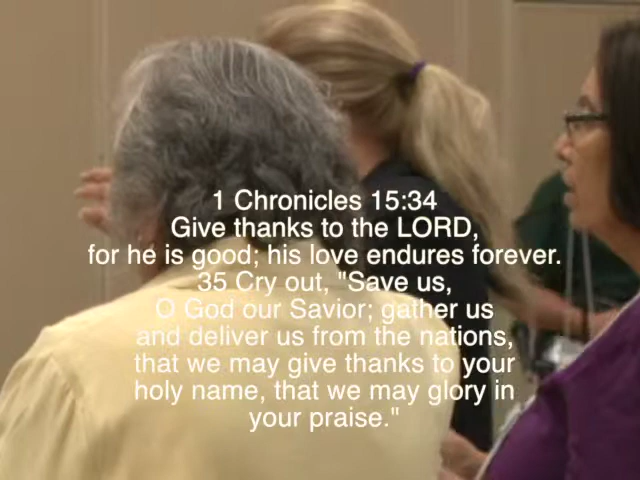 1 Chronicles 15:34
Give thanks to the LORD,
for he is good; his love endures forever.
35 Cry out, "Save us,
O God our Savior; gather us
and deliver us from the nations,
that we may give thanks to your
holy name, that we may glory in
your praise."